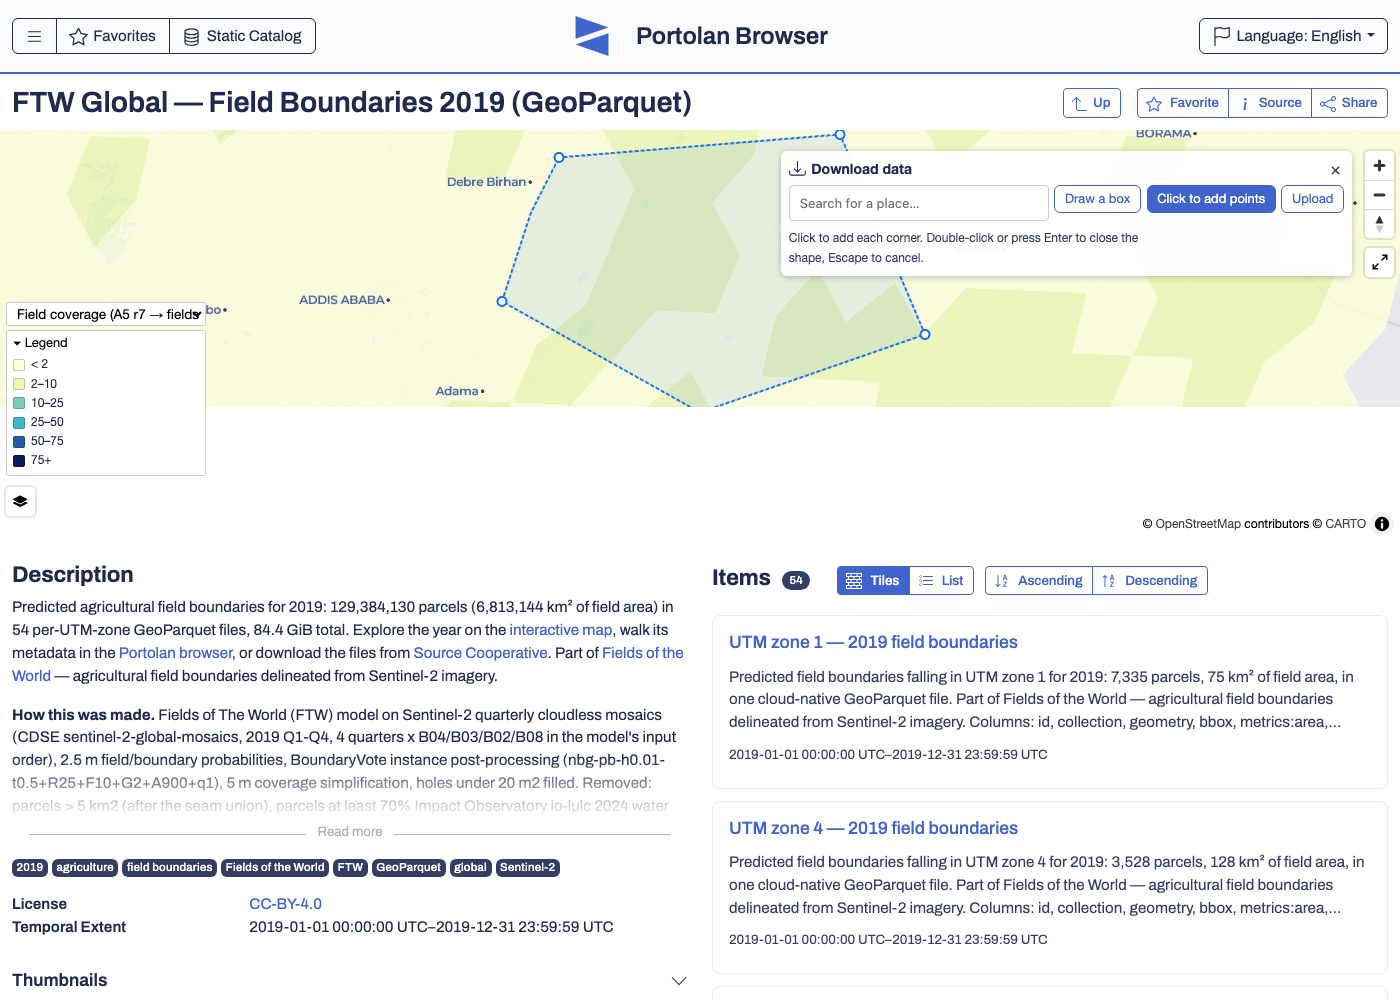 Favorites
Static Catalog
Portolan Browser
Language: English
FTW Global — Field Boundaries 2019 (GeoParquet)
Up
Favorite
Source
Share
BORAMA
Debre Birhan
ADDIS ABABA
bo
Adama
Download data
Search for a place...
Draw a box
Click to add points
Upload
Click to add each corner. Double-click or press Enter to close the
shape, Escape to cancel.
Field coverage (A5 r7 → fields
Legend
< 2
2–10
10–25
25–50
50–75
75+
© OpenStreetMap contributors © CARTO
Description
Predicted agricultural field boundaries for 2019: 129,384,130 parcels (6,813,144 km² of field area) in
54 per-UTM-zone GeoParquet files, 84.4 GiB total. Explore the year on the interactive map, walk its
metadata in the Portolan browser, or download the files from Source Cooperative. Part of Fields of the
World — agricultural field boundaries delineated from Sentinel-2 imagery.
How this was made. Fields of The World (FTW) model on Sentinel-2 quarterly cloudless mosaics
(CDSE sentinel-2-global-mosaics, 2019 Q1-Q4, 4 quarters x B04/B03/B02/B08 in the model's input
order), 2.5 m field/boundary probabilities, BoundaryVote instance post-processing (nbg-pb-h0.01-
t0.5+R25+F10+G2+A900+q1), 5 m coverage simplification, holes under 20 m2 filled. Removed:
parcels > 5 km2 (after the seam union), parcels at least 70% Impact Observatory io-lulc 2024 water
Read more
2019
agriculture
field boundaries
Fields of the World
FTW
GeoParquet
global
Sentinel-2
License CC-BY-4.0
Temporal Extent 2019-01-01 00:00:00 UTC–2019-12-31 23:59:59 UTC
Thumbnails
Items 54
Tiles
List
Ascending
Descending
UTM zone 1 — 2019 field boundaries
Predicted field boundaries falling in UTM zone 1 for 2019: 7,335 parcels, 75 km² of field area, in
one cloud-native GeoParquet file. Part of Fields of the World — agricultural field boundaries
delineated from Sentinel-2 imagery. Columns: id, collection, geometry, bbox, metrics:area,...
2019-01-01 00:00:00 UTC–2019-12-31 23:59:59 UTC
UTM zone 4 — 2019 field boundaries
Predicted field boundaries falling in UTM zone 4 for 2019: 3,528 parcels, 128 km² of field area, in
one cloud-native GeoParquet file. Part of Fields of the World — agricultural field boundaries
delineated from Sentinel-2 imagery. Columns: id, collection, geometry, bbox, metrics:area,...
2019-01-01 00:00:00 UTC–2019-12-31 23:59:59 UTC